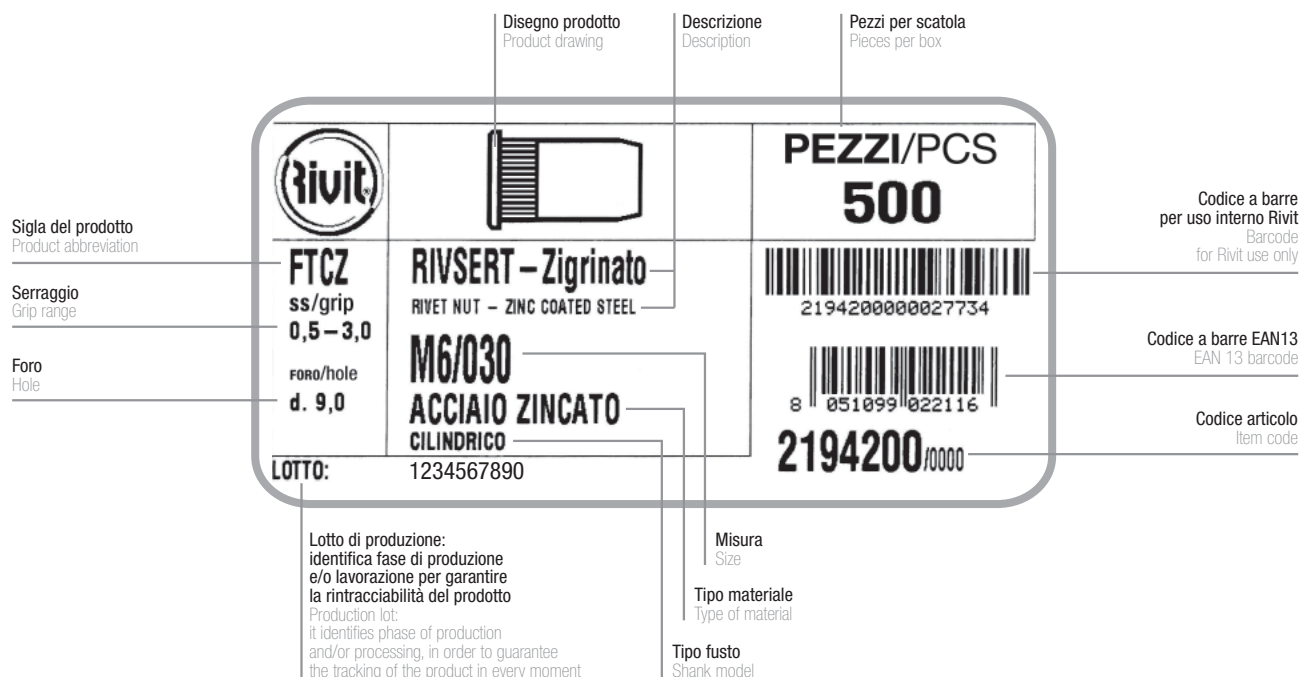 Disegno prodotto
Product drawing
Descrizione
Description
Pezzi per scatola
Pieces per box
Rivit®
PEZZI/PCS
500
Codice a barre
per uso interno Rivit
Barcode
for Rivit use only
Sigla del prodotto
Product abbreviation
FTCZ
RIVSERT – Zigrinato
RIVET NUT – ZINC COATED STEEL
Serraggio
Grip range
ss/grip
0,5 – 3,0
2194200000027734
Foro
Hole
FORO/hole
d. 9,0
M6/030
ACCIAIO ZINCATO
CILINDRICO
Codice a barre EAN13
EAN 13 barcode
8 051099 022116
Codice articolo
Item code
2194200/0000
LOTTO:
1234567890
Lotto di produzione:
identifica fase di produzione
e/o lavorazione per garantire
la rintracciabilità del prodotto
Production lot:
it identifies phase of production
and/or processing, in order to guarantee
the tracking of the product in every moment
Misura
Size
Tipo materiale
Type of material
Tipo fusto
Shank model